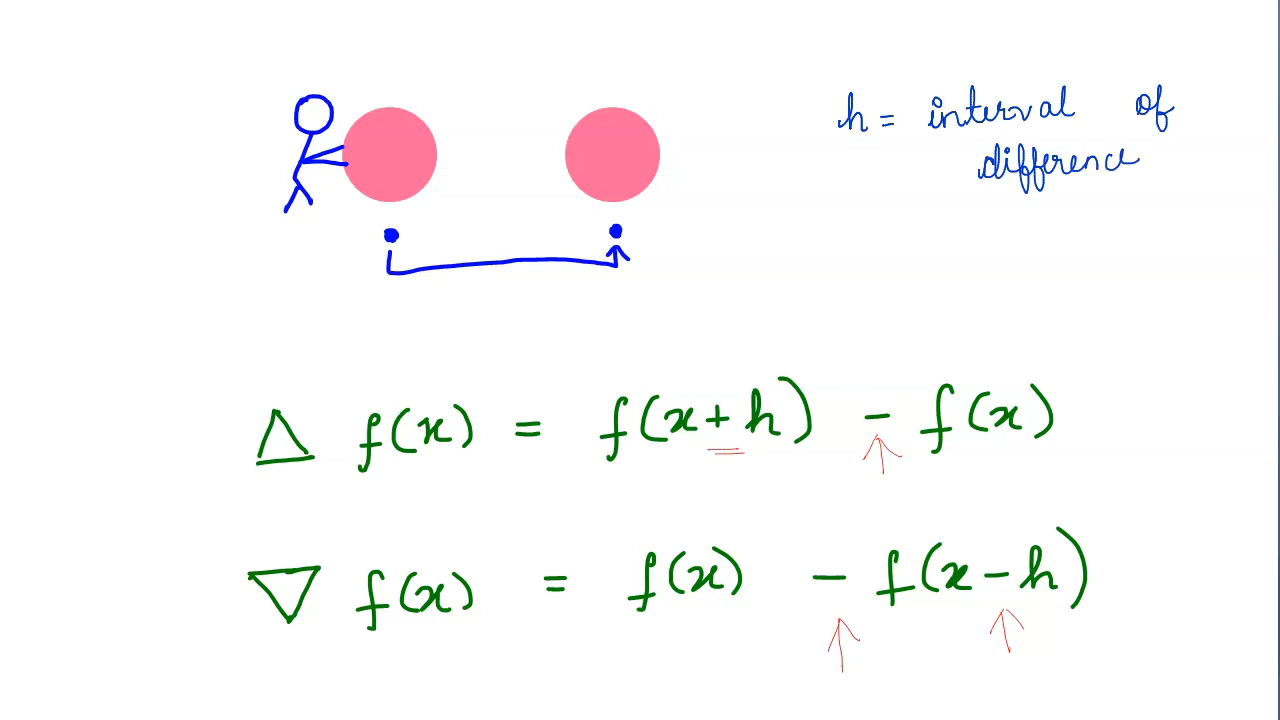 h = interval of
difference
Δ f(x) = f(x+h) - f(x)
∇ f(x) = f(x) - f(x-h)